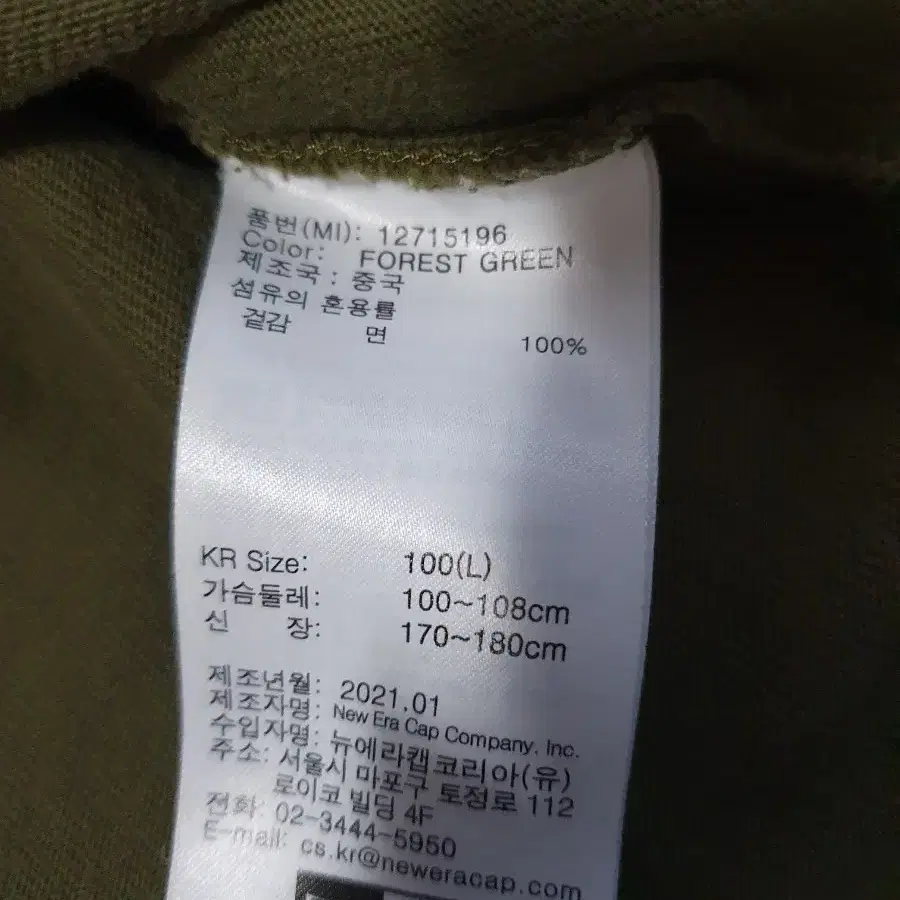 품번(MI): 12715196
Color: FOREST GREEN
제조국 : 중국
섬유의 혼용률
겉감 면 100%
KR Size: 100(L)
가슴둘레: 100~108cm
신 장: 170~180cm
제조년월: 2021.01
제조자명: New Era Cap Company, Inc.
수입자명: 뉴에라캡코리아(유)
주소: 서울시 마포구 토정로 112
로이코빌딩 4F
전화: 02-3444-5950
E-mail: cs.kr@neweracap.com